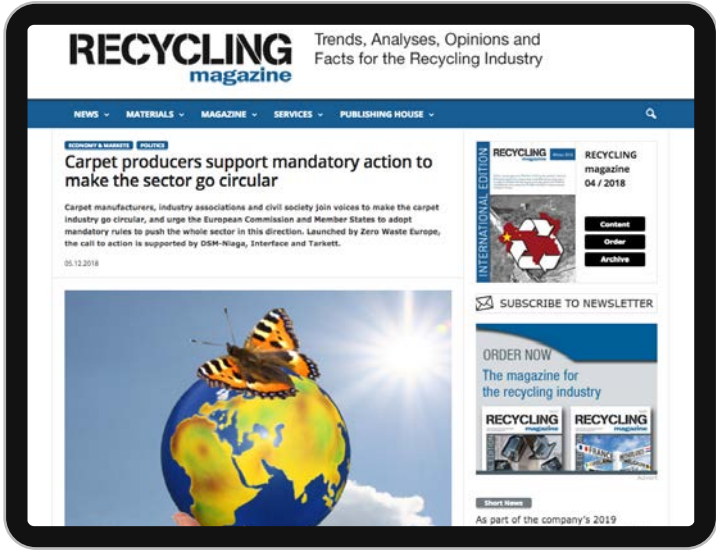 RECYCLING
magazine
Trends, Analyses, Opinions and
Facts for the Recycling Industry
NEWS
MATERIALS
MAGAZINE
SERVICES
PUBLISHING HOUSE
ECONOMY & MARKETS
POLITICS
Carpet producers support mandatory action to
make the sector go circular
Carpet manufacturers, industry associations and civil society join voices to make the carpet
industry go circular, and urge the European Commission and Member States to adopt
mandatory rules to push the whole sector in this direction. Launched by Zero Waste Europe,
the call to action is supported by DSM-Niaga, Interface and Tarkett.
05.12.2018
INTERNATIONAL EDITION
RECYCLING
RECYCLING
magazine
04 / 2018
Content
Order
Archive
SUBSCRIBE TO NEWSLETTER
ORDER NOW
The magazine for
the recycling industry
RECYCLING
magazine
RECYCLING
magazine
FRANCE
Advert
Short News
As part of the company's 2019